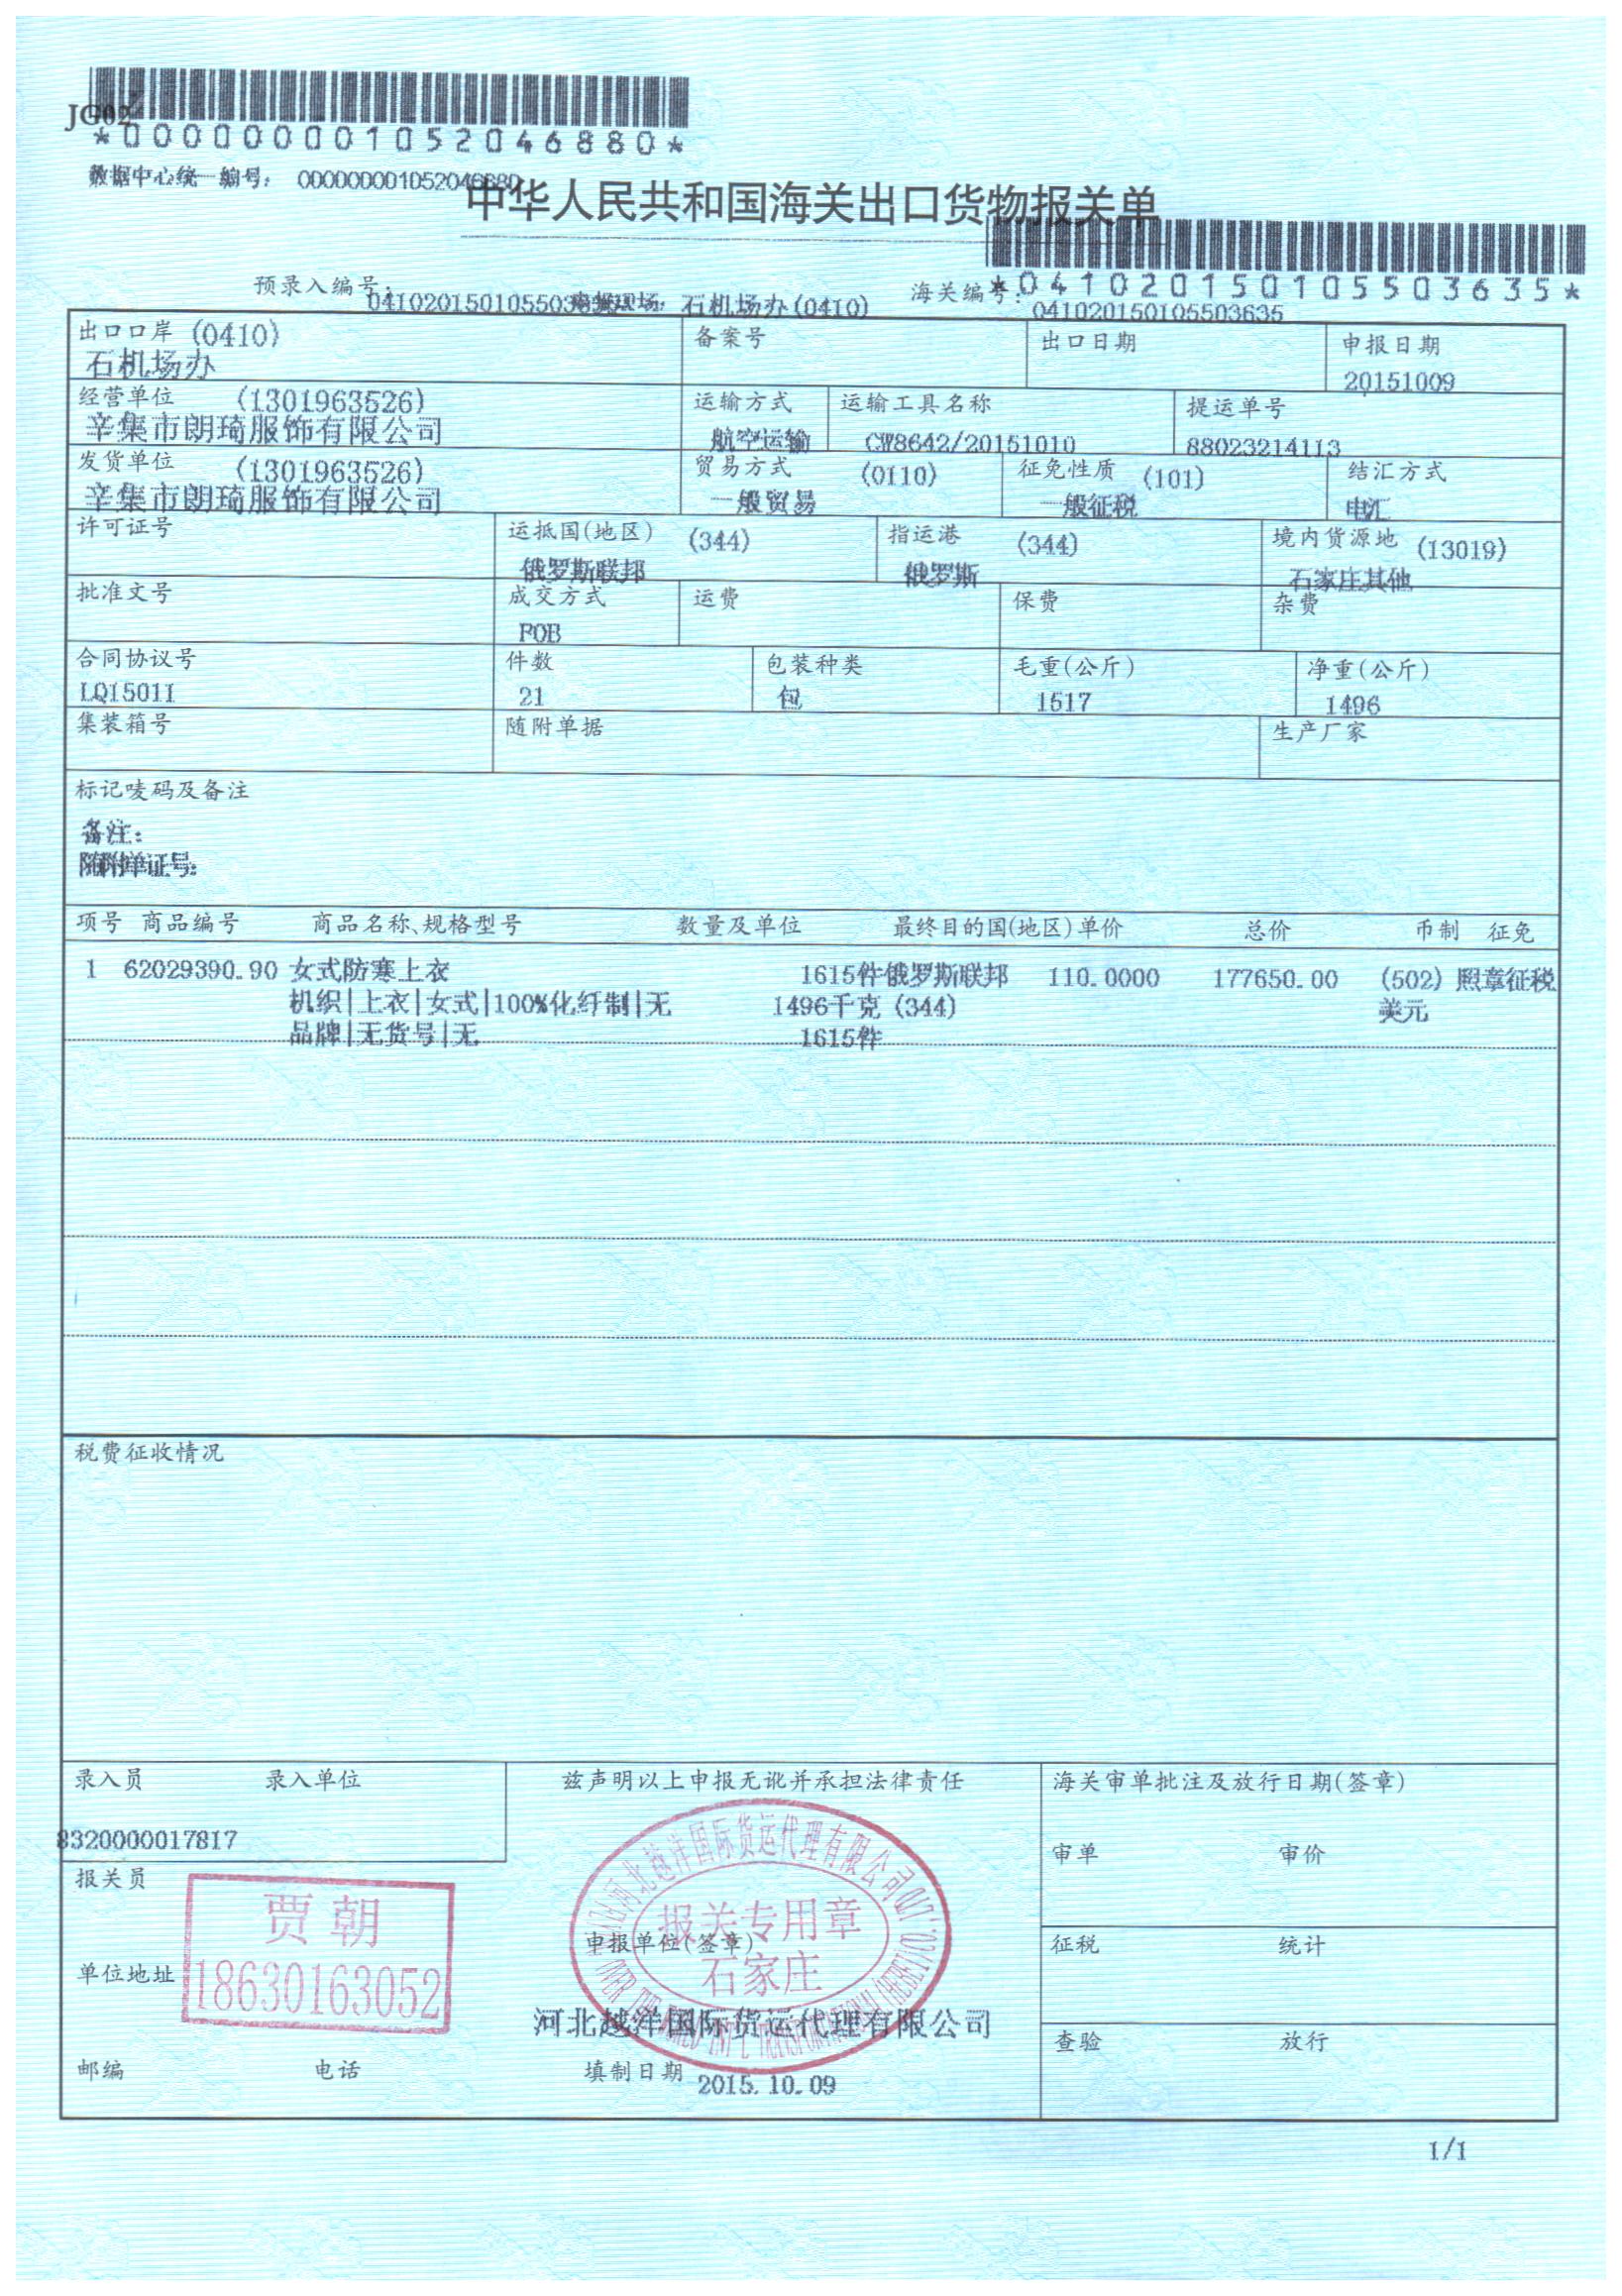 JG02
*000000001052046880*
数据中心统一编号： 000000001052046880
中华人民共和国海关出口货物报关单
*041020150105503635*
预录入编号： 申报现场： 石机场办(0410) 海关编号： 041020150105503635
出口口岸 (0410) 备案号 出口日期 申报日期
石机场办 20151009
经营单位 (1301963526) 运输方式 运输工具名称 提运单号
辛集市朗琦服饰有限公司 航空运输 CW8642/20151010 88023214113
发货单位 (1301963526) 贸易方式 (0110) 征免性质 (101) 结汇方式
辛集市朗琦服饰有限公司 一般贸易 一般征税 电汇
许可证号 运抵国(地区) (344) 指运港 (344) 境内货源地 (13019)
俄罗斯联邦 俄罗斯 石家庄其他
批准文号 成交方式 运费 保费 杂费
FOB
合同协议号 件数 包装种类 毛重(公斤) 净重(公斤)
LQ15011 21 包 1517 1496
集装箱号 随附单据 生产厂家
标记唛码及备注
备注：
随附单证号：
项号 商品编号 商品名称、规格型号 数量及单位 最终目的国(地区)单价 总价 币制 征免
1 62029390.90 女式防寒上衣 1615件俄罗斯联邦 110.0000 177650.00 (502) 照章征税
机织|上衣|女式|100%化纤制|无 1496千克 (344) 美元
品牌|无货号|无 1615件
税费征收情况
录入员 录入单位 兹声明以上申报无讹并承担法律责任 海关审单批注及放行日期(签章)
8320000017817
审单 审价
报关员
贾朝
18630163052
河北越洋国际货运代理有限公司
报关专用章
石家庄
申报单位(签章)
征税 统计
单位地址
河北越洋国际货运代理有限公司
查验 放行
邮编 电话 填制日期 2015.10.09
1/1